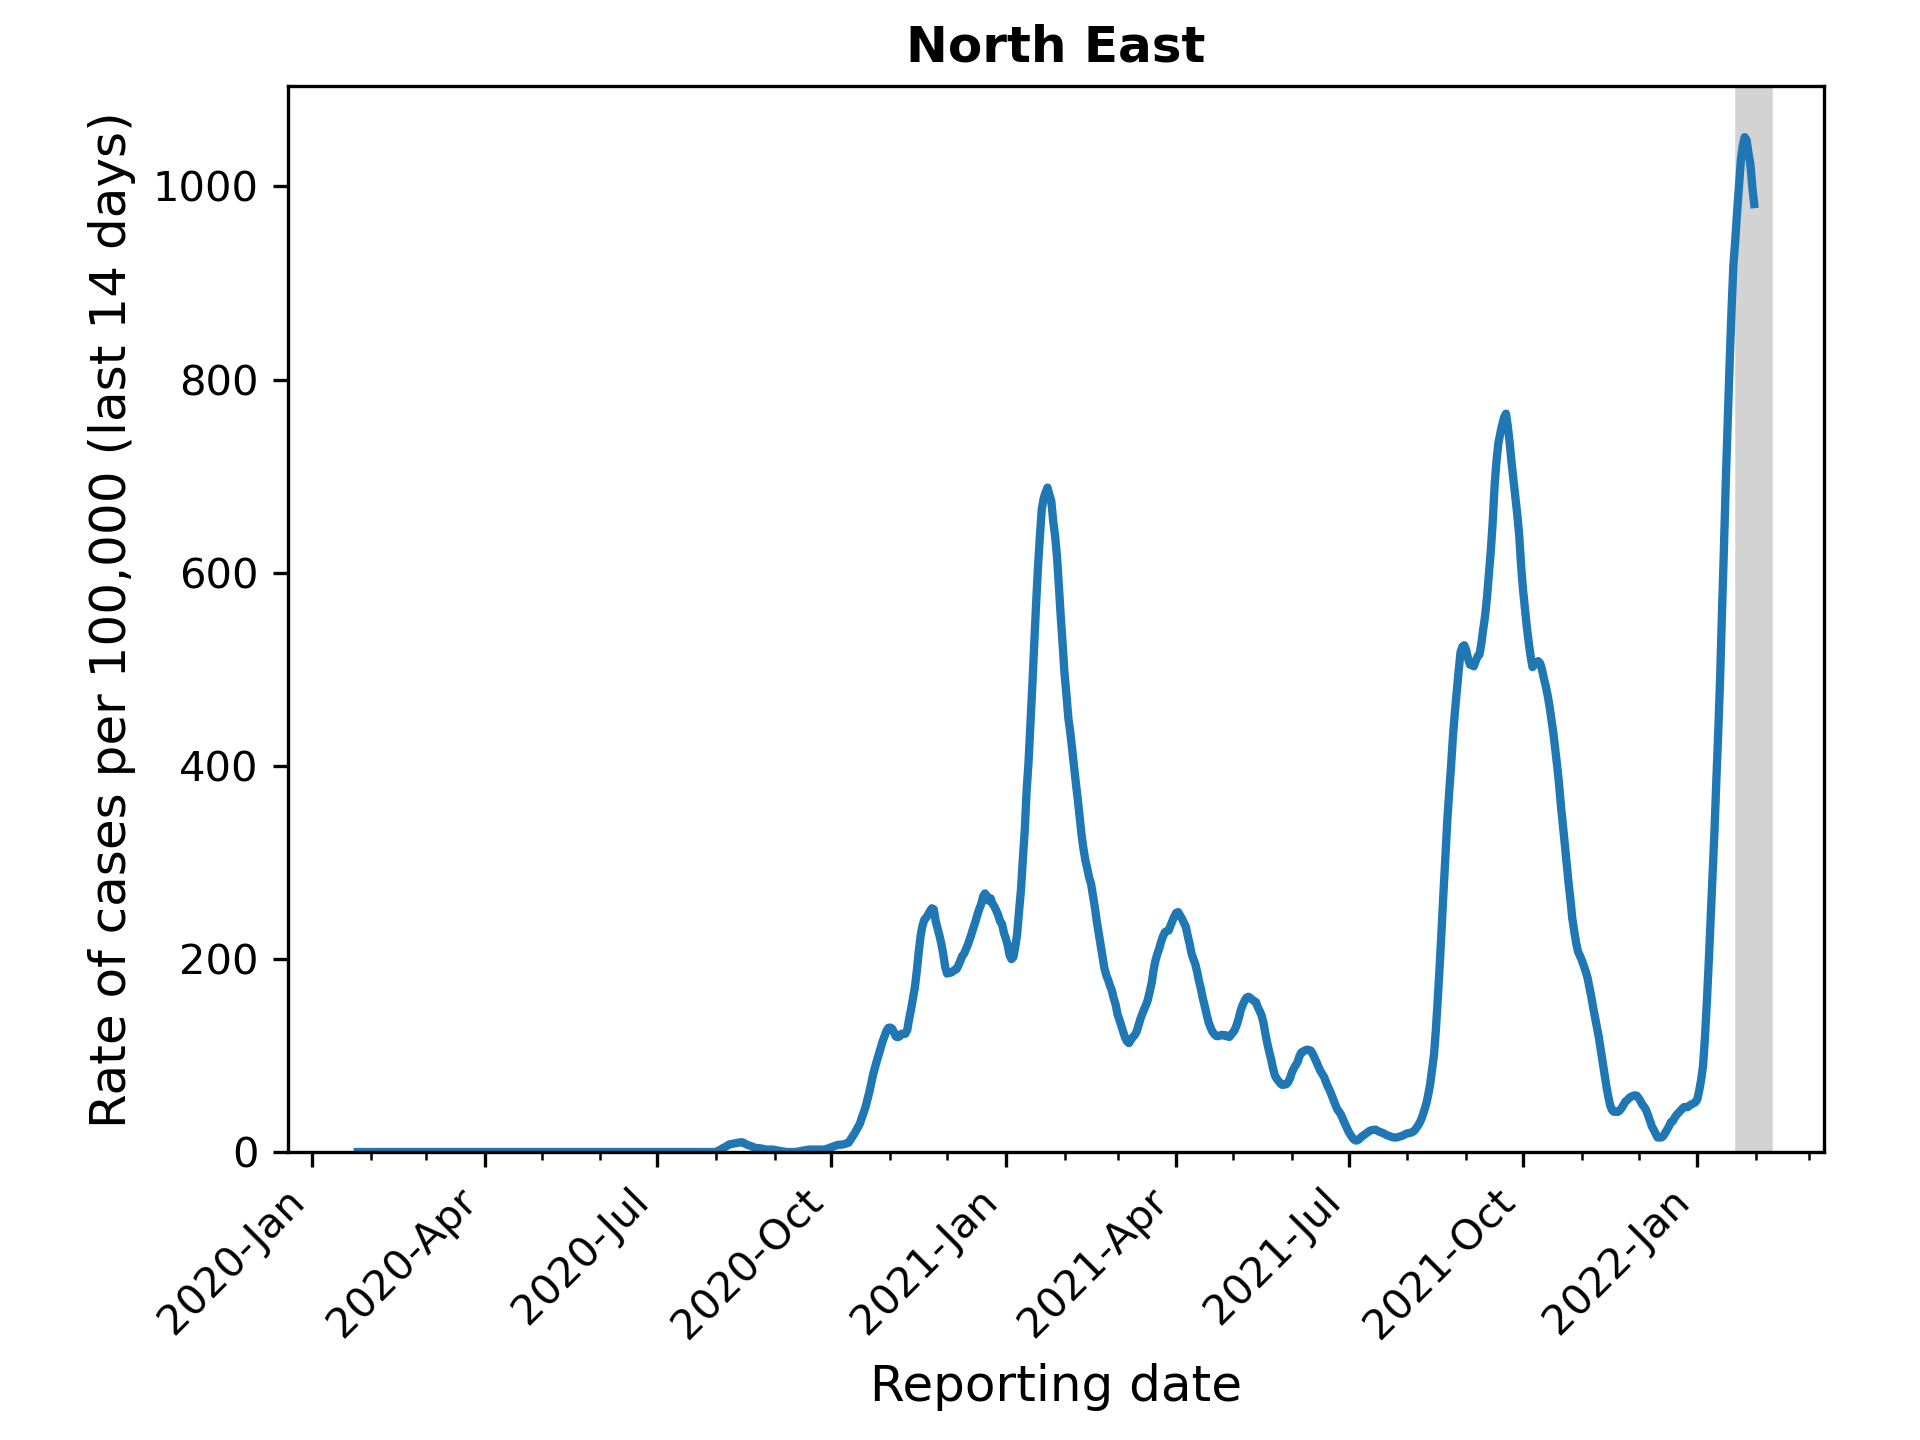 North East
Rate of cases per 100,000 (last 14 days)
1000
800
600
400
200
0
2020-Jan
2020-Apr
2020-Jul
2020-Oct
2021-Jan
2021-Apr
2021-Jul
2021-Oct
2022-Jan
Reporting date